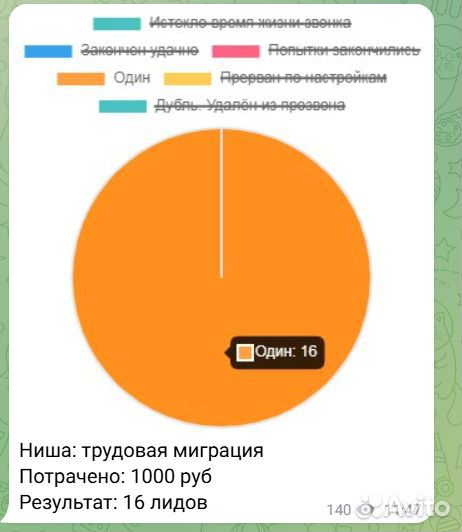 Истекло время жизни звонка
Закончен удачно Попытки закончились
Один Прерван по настройкам
Дубль. Удалён из прозвона
Один: 16
Ниша: трудовая миграция
Потрачено: 1000 руб
Результат: 16 лидов
140 11:47
Avito